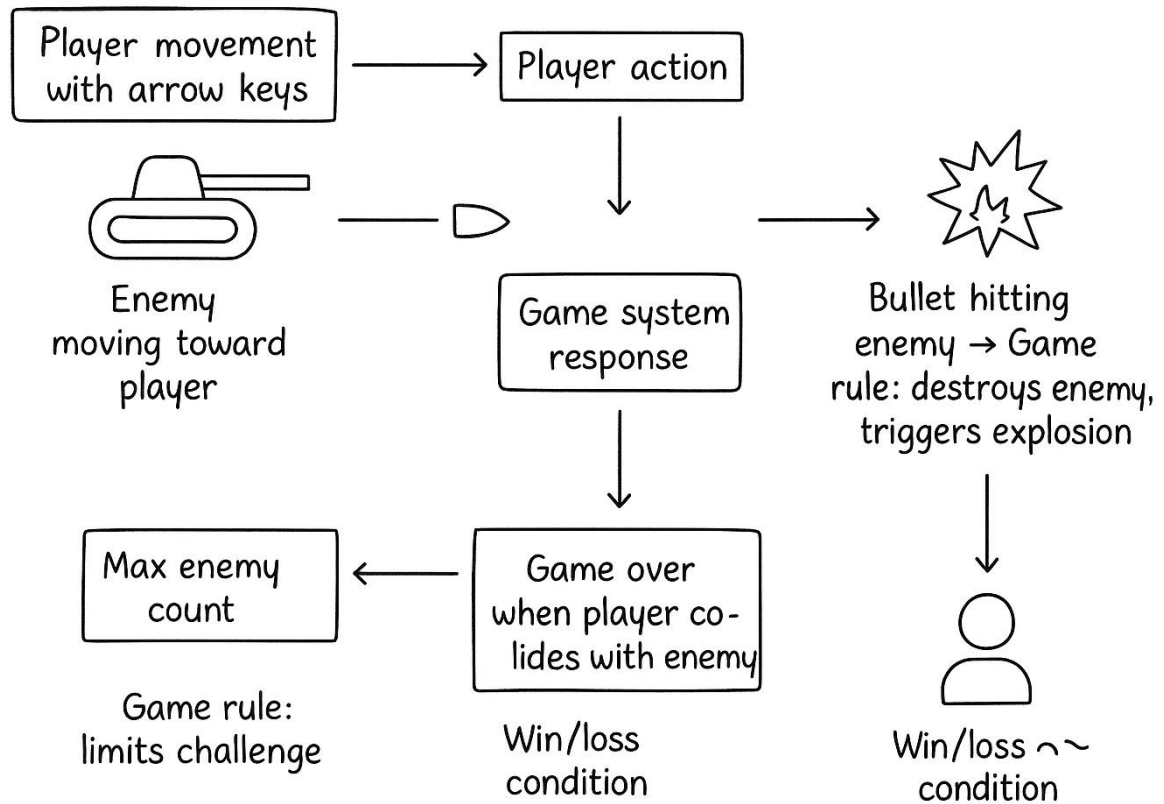 Player movement
with arrow keys
Player action
Enemy
moving toward
player
Game system
response
Bullet hitting
enemy → Game
rule: destroys enemy,
triggers explosion
Max enemy
count
Game rule:
limits challenge
Game over
when player co-
lides with enemy
Win/loss
condition
Win/loss
condition